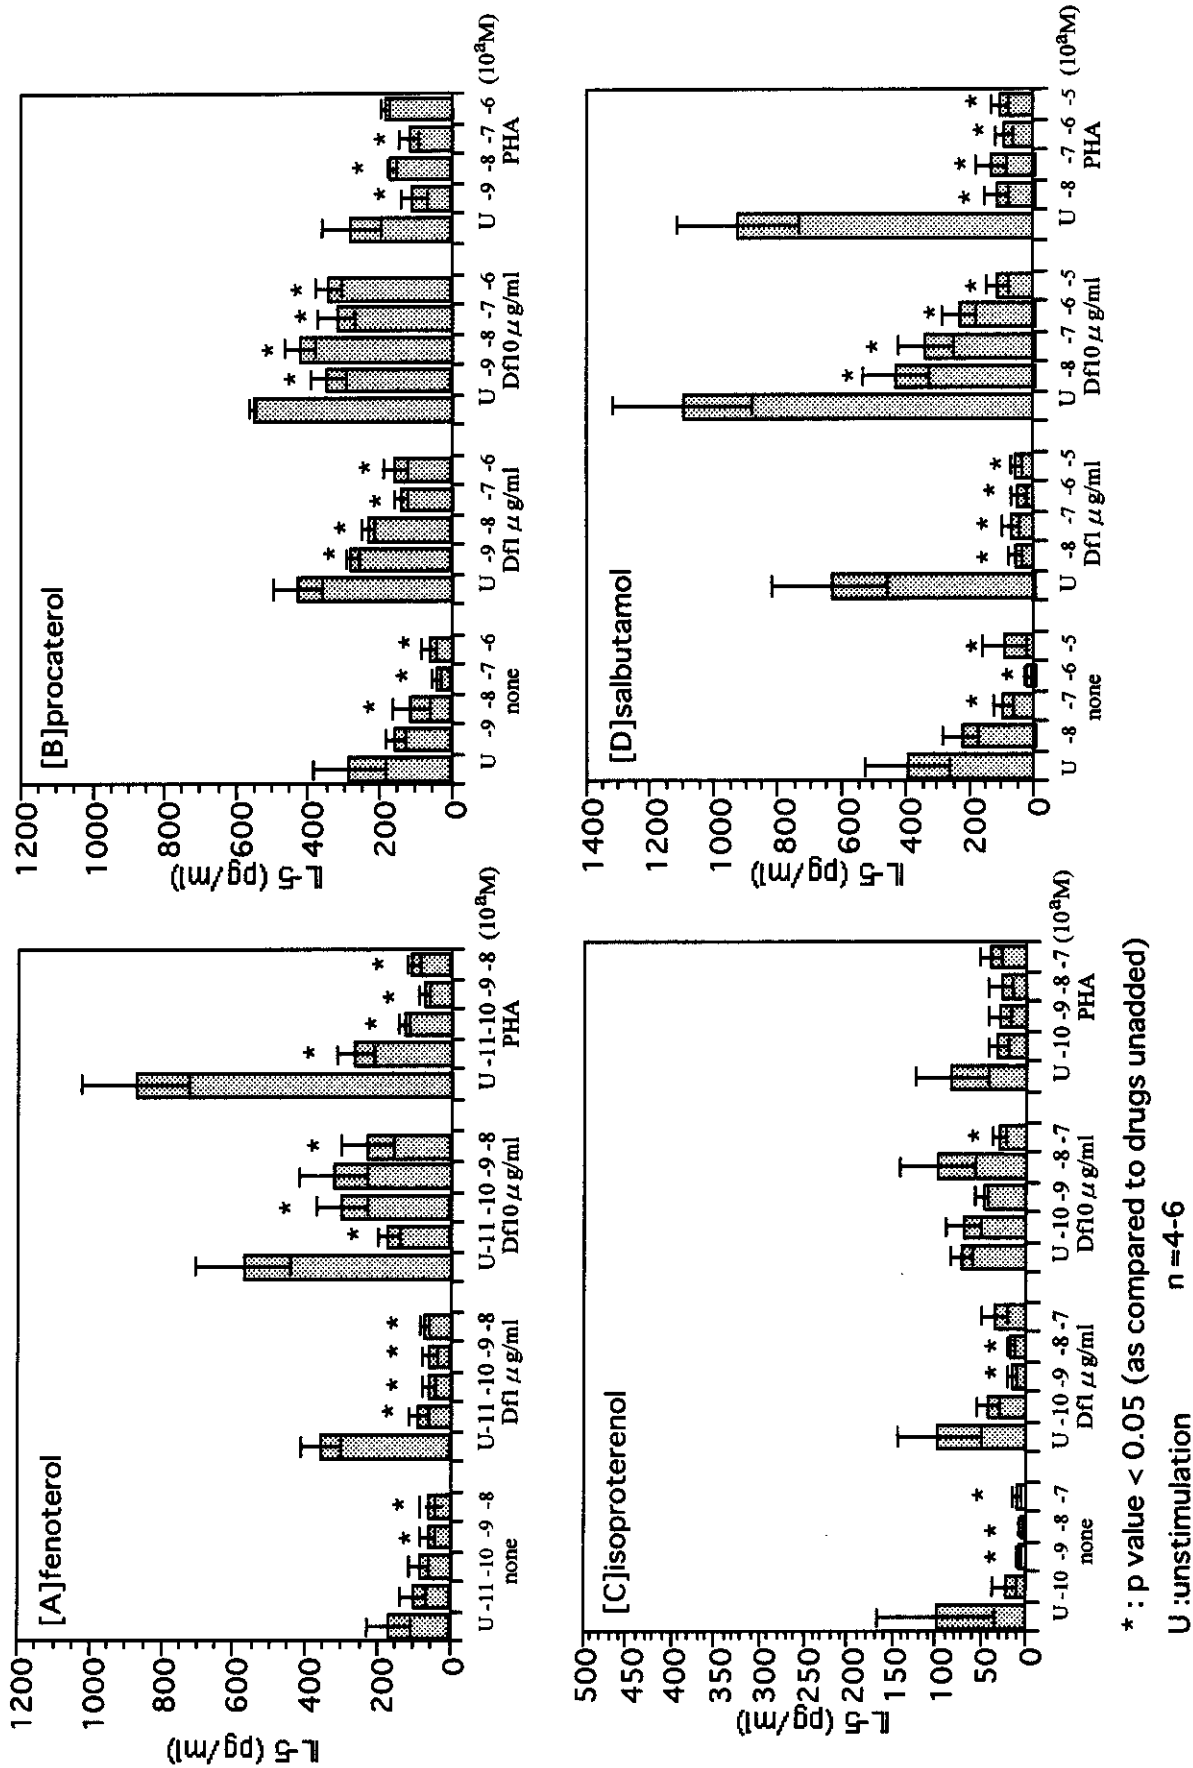 [A]fenoterol
IL-5 (pg/ml)
1200
1000
800
600
400
200
0
U -11 -10 -9 -8 U -11 -10 -9 -8 U -11 -10 -9 -8 U -11 -10 -9 -8 (10ᵃM)
none Df1 μg/ml Df10 μg/ml PHA
* * * * * * * * * * * * *
[B]procaterol
IL-5 (pg/ml)
1200
1000
800
600
400
200
0
U -9 -8 -7 -6 U -9 -8 -7 -6 U -9 -8 -7 -6 U -9 -8 -7 -6 (10ᵃM)
none Df1 μg/ml Df10 μg/ml PHA
* * * * * * * * * * * * * *
[C]isoproterenol
IL-5 (pg/ml)
500
450
400
350
300
250
200
150
100
50
0
U -10 -9 -8 -7 U -10 -9 -8 -7 U -10 -9 -8 -7 U -10 -9 -8 -7 (10ᵃM)
none Df1 μg/ml Df10 μg/ml PHA
* * * * * *
[D]salbutamol
IL-5 (pg/ml)
1400
1200
1000
800
600
400
200
0
U -8 -7 -6 -5 U -8 -7 -6 -5 U -8 -7 -6 -5 U -8 -7 -6 -5 (10ᵃM)
none Df1 μg/ml Df10 μg/ml PHA
* * * * * * * * * * * * * * *
* : p value < 0.05 (as compared to drugs unadded)
U :unstimulation n =4-6